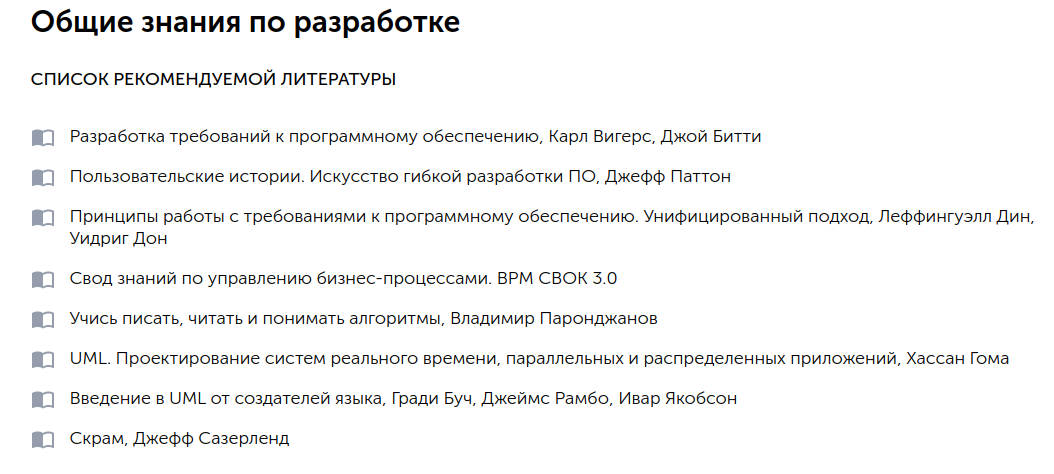 Общие знания по разработке
СПИСОК РЕКОМЕНДУЕМОЙ ЛИТЕРАТУРЫ
Разработка требований к программному обеспечению, Карл Вигерс, Джой Битти
Пользовательские истории. Искусство гибкой разработки ПО, Джефф Паттон
Принципы работы с требованиями к программному обеспечению. Унифицированный подход, Леффингуэлл Дин,
Уидриг Дон
Свод знаний по управлению бизнес-процессами. BPM CBOK 3.0
Учись писать, читать и понимать алгоритмы, Владимир Паронджанов
UML. Проектирование систем реального времени, параллельных и распределенных приложений, Хассан Гома
Введение в UML от создателей языка, Гради Буч, Джеймс Рамбо, Ивар Якобсон
Скрам, Джефф Сазерленд